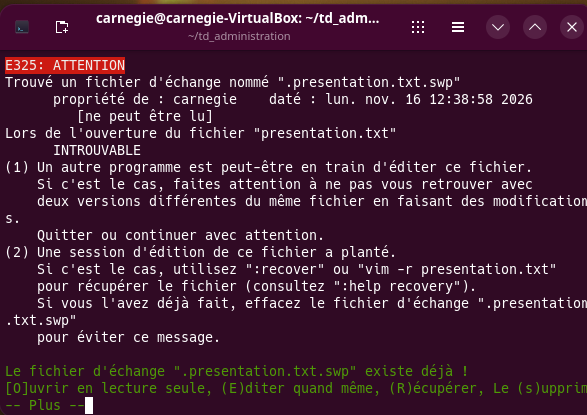 carnegie@carnegie-VirtualBox: ~/td_adm...
~/td_administration
E325: ATTENTION
Trouvé un fichier d'échange nommé ".presentation.txt.swp"
propriété de : carnegie    daté : lun. nov. 16 12:38:58 2026
[ne peut être lu]
Lors de l'ouverture du fichier "presentation.txt"
INTROUVABLE
(1) Un autre programme est peut-être en train d'éditer ce fichier.
Si c'est le cas, faites attention à ne pas vous retrouver avec
deux versions différentes du même fichier en faisant des modification
s.
Quitter ou continuer avec attention.
(2) Une session d'édition de ce fichier a planté.
Si c'est le cas, utilisez ":recover" ou "vim -r presentation.txt"
pour récupérer le fichier (consultez ":help recovery").
Si vous l'avez déjà fait, effacez le fichier d'échange ".presentation
.txt.swp"
pour éviter ce message.
Le fichier d'échange ".presentation.txt.swp" existe déjà !
[O]uvrir en lecture seule, (E)diter quand même, (R)écupérer, Le (s)upprim
-- Plus --